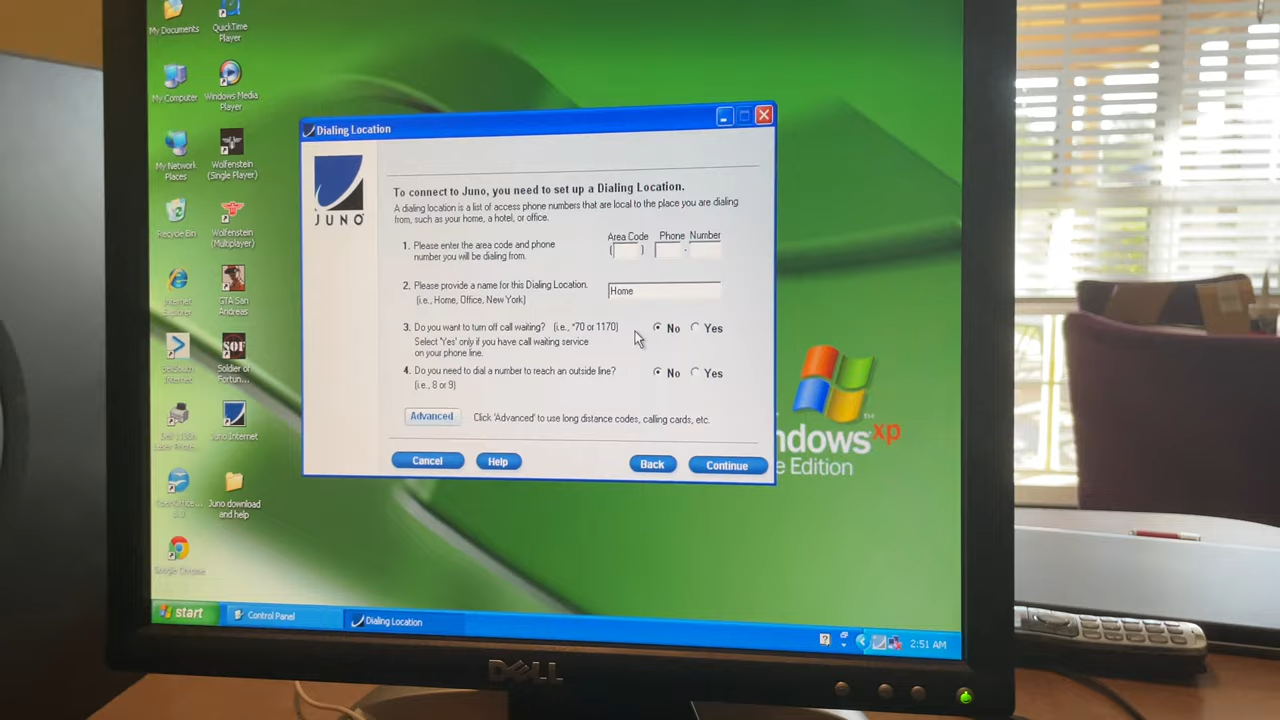 My Documents
QuickTime
Player
My Computer
Windows Media
Player
My Network
Places
Wolfenstein
(Single Player)
Recycle Bin
Wolfenstein
(Multiplayer)
Internet
Explorer
GTA San
Andreas
BellSouth
Internet
SOF
Soldier of
Fortun...
Juno Internet
Juno download
and help
Google Chrome
Dialing Location
JUNO
To connect to Juno, you need to set up a Dialing Location.
A dialing location is a list of access phone numbers that are local to the place you are dialing
from, such as your home, a hotel, or office.
Area Code Phone Number
1. Please enter the area code and phone
number you will be dialing from.
( ) -
2. Please provide a name for this Dialing Location.
(i.e., Home, Office, New York)
Home
3. Do you want to turn off call waiting? (i.e., *70 or 1170)
No Yes
Select 'Yes' only if you have call waiting service
on your phone line.
4. Do you need to dial a number to reach an outside line?
No Yes
(i.e., 8 or 9)
Advanced Click 'Advanced' to use long distance codes, calling cards, etc.
Cancel Help Back Continue
ndows xp
TM
e Edition
start Control Panel Dialing Location ? 2:51 AM
DELL